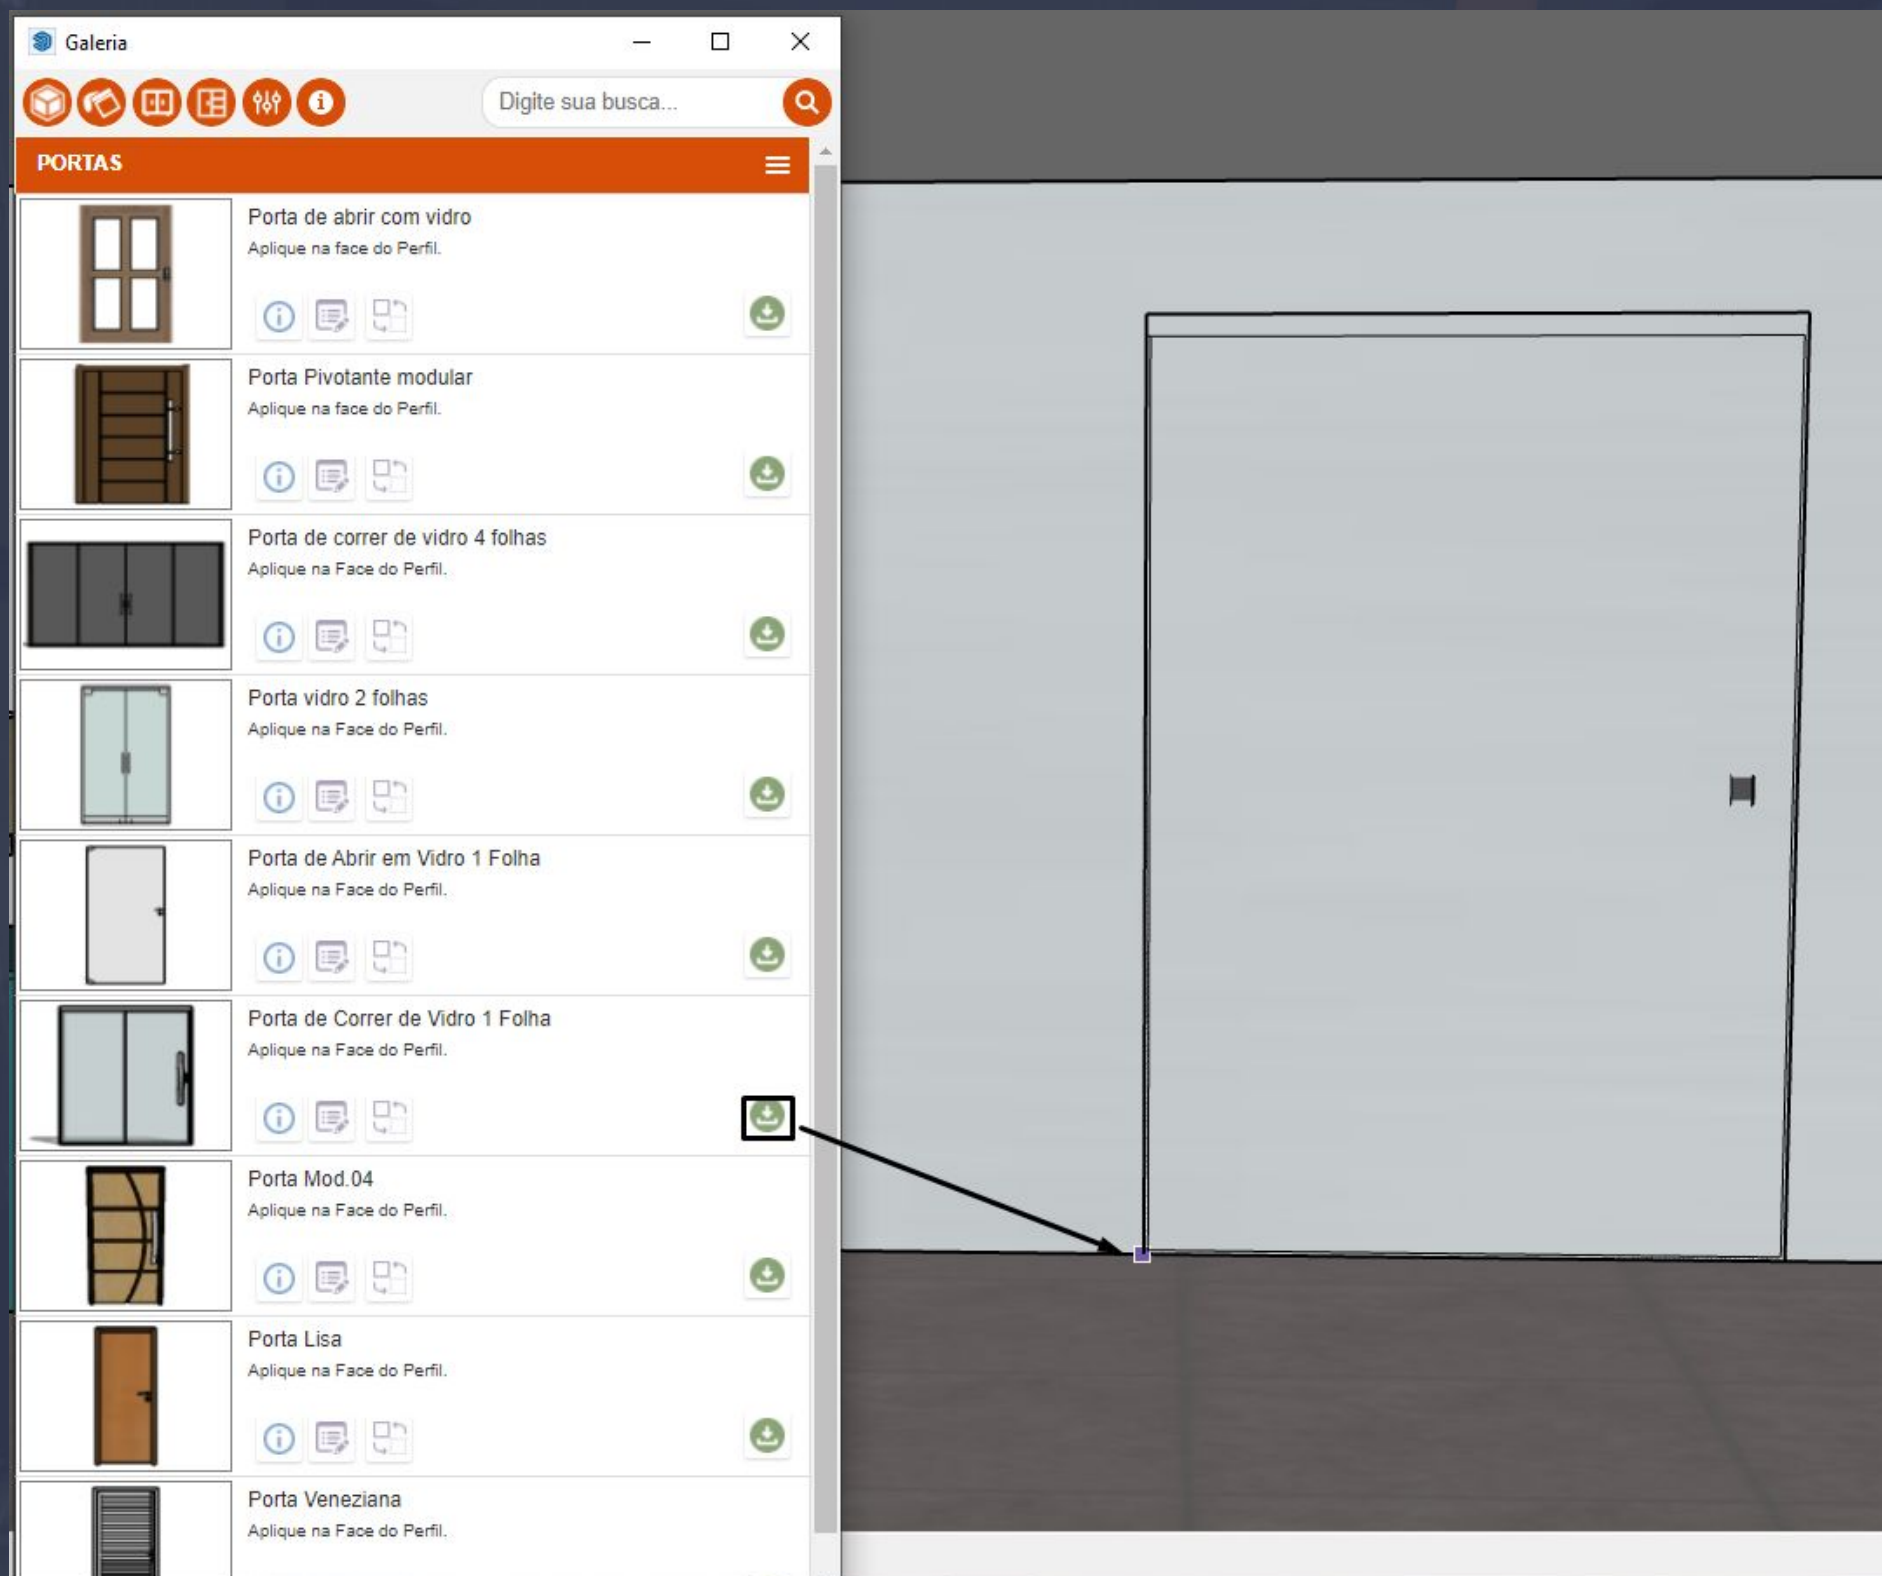 Galeria
Digite sua busca...
PORTAS
Porta de abrir com vidro
Aplique na face do Perfil.
Porta Pivotante modular
Aplique na face do Perfil.
Porta de correr de vidro 4 folhas
Aplique na Face do Perfil.
Porta vidro 2 folhas
Aplique na Face do Perfil.
Porta de Abrir em Vidro 1 Folha
Aplique na Face do Perfil.
Porta de Correr de Vidro 1 Folha
Aplique na Face do Perfil.
Porta Mod.04
Aplique na Face do Perfil.
Porta Lisa
Aplique na Face do Perfil.
Porta Veneziana
Aplique na Face do Perfil.